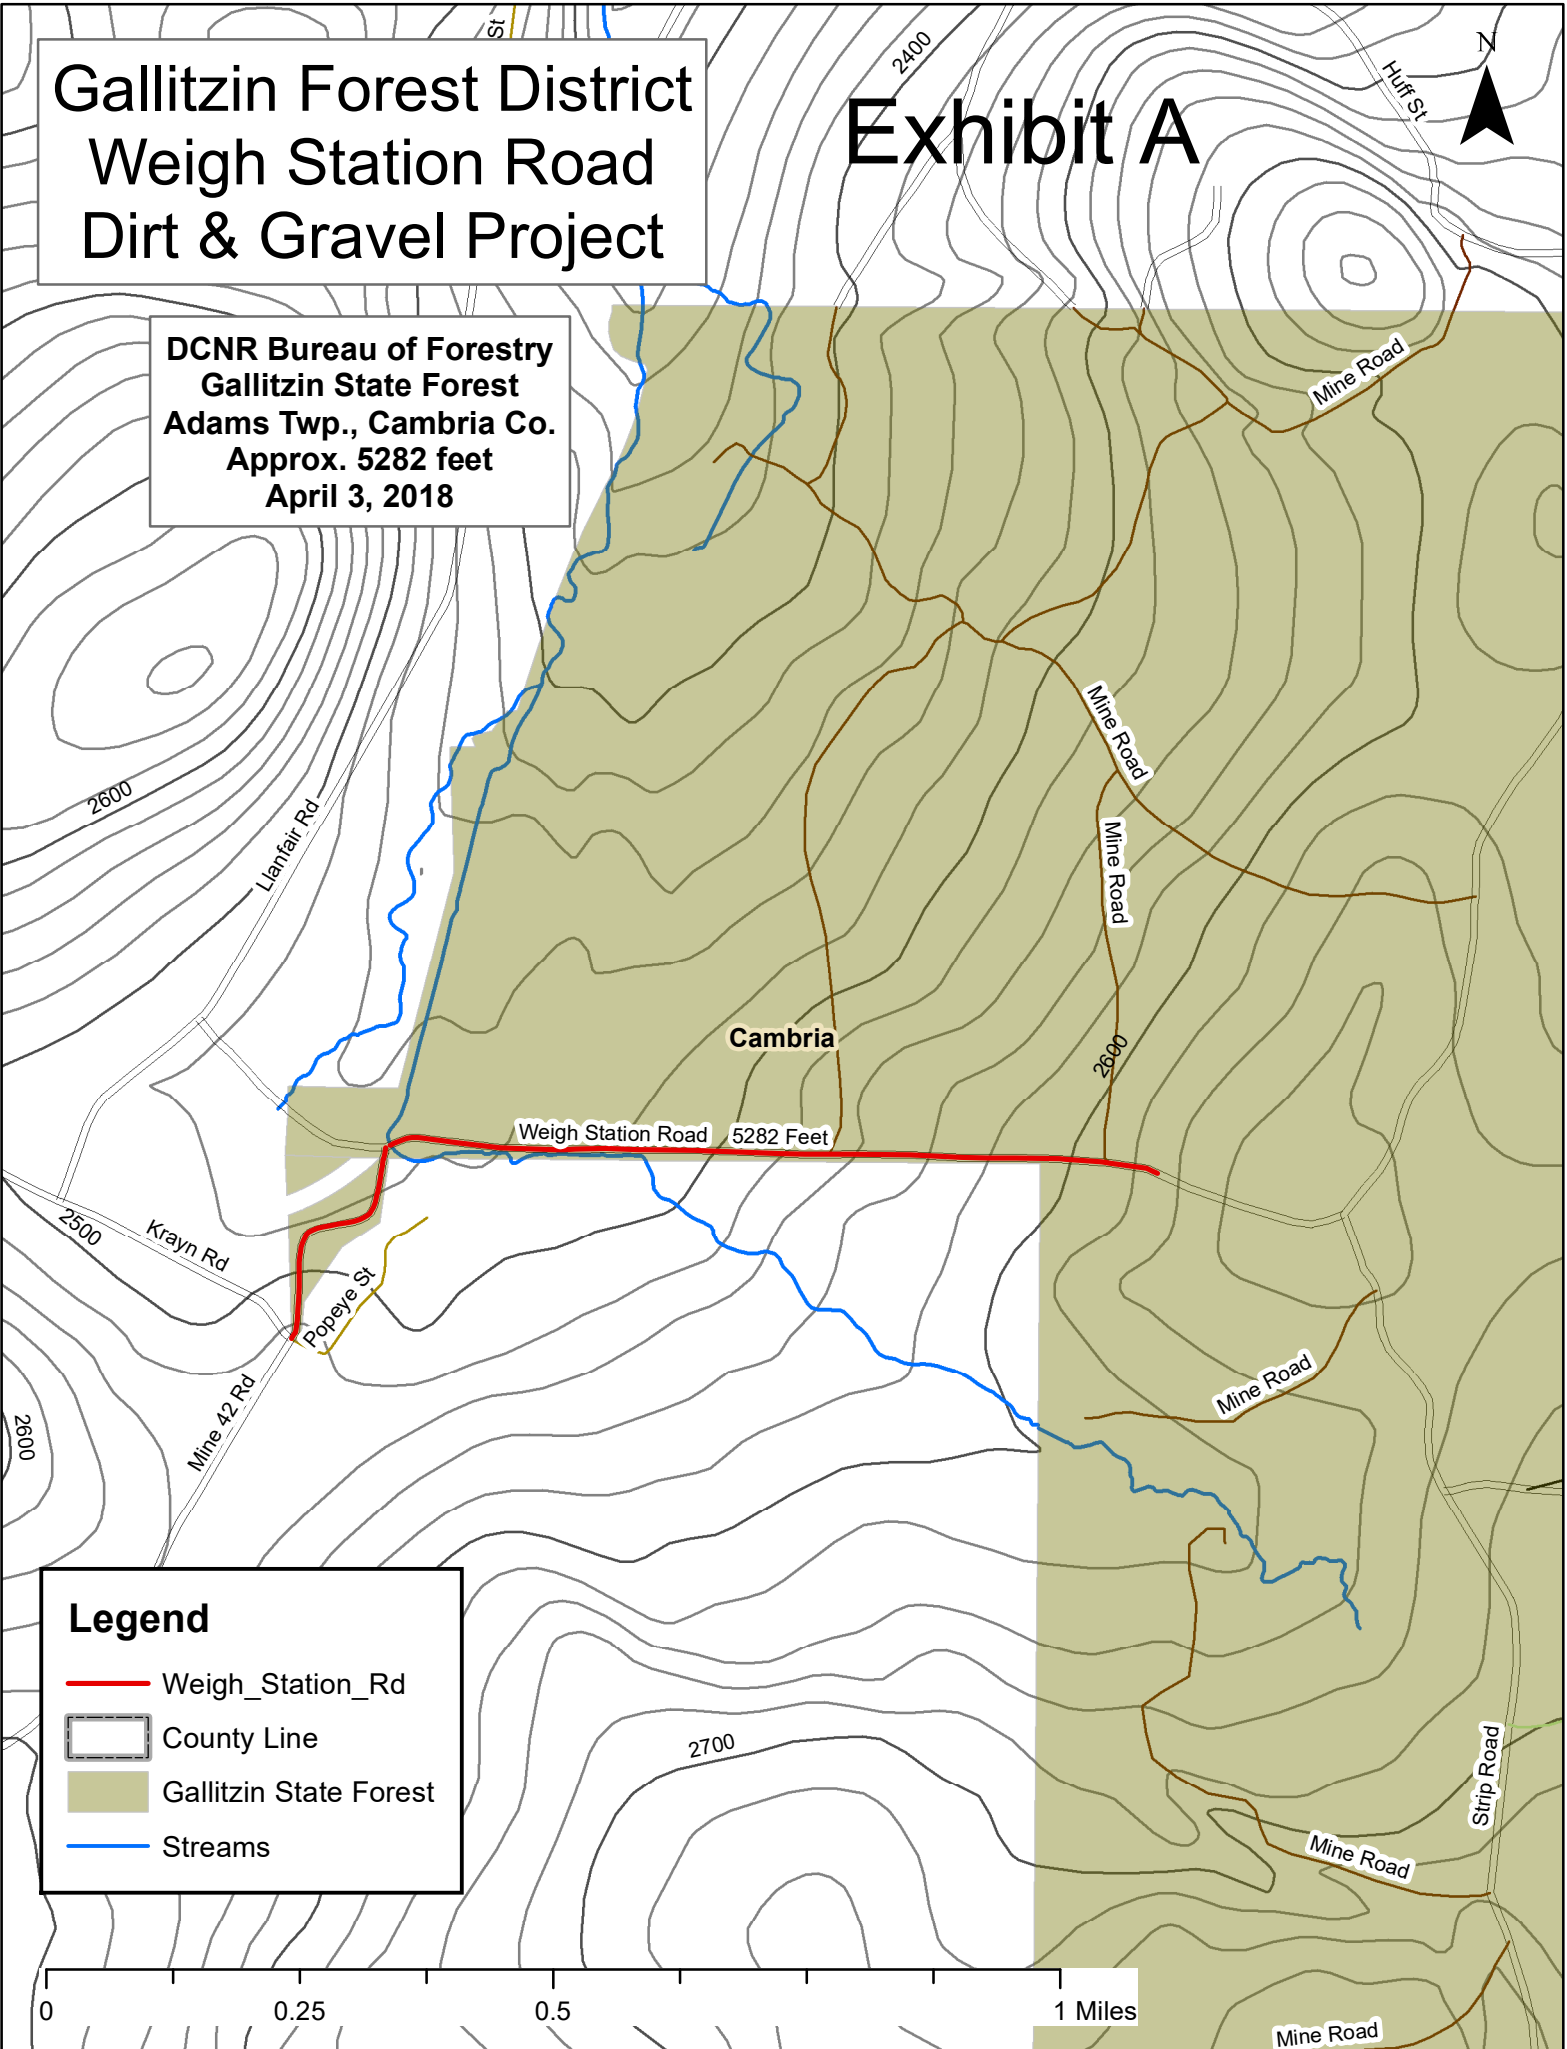 St
2400
Huff St
N
Gallitzin Forest District
Weigh Station Road
Dirt & Gravel Project
Exhibit A
DCNR Bureau of Forestry
Gallitzin State Forest
Adams Twp., Cambria Co.
Approx. 5282 feet
April 3, 2018
Mine Road
Mine Road
2600
Llanfair Rd
Mine Road
Cambria
2600
Weigh Station Road 5282 Feet
2500
Krayn Rd
Popeye St
Mine 42 Rd
2600
Mine Road
Legend
Weigh_Station_Rd
County Line
Gallitzin State Forest
Streams
2700
Strip Road
Mine Road
0 0.25 0.5 1 Miles
Mine Road